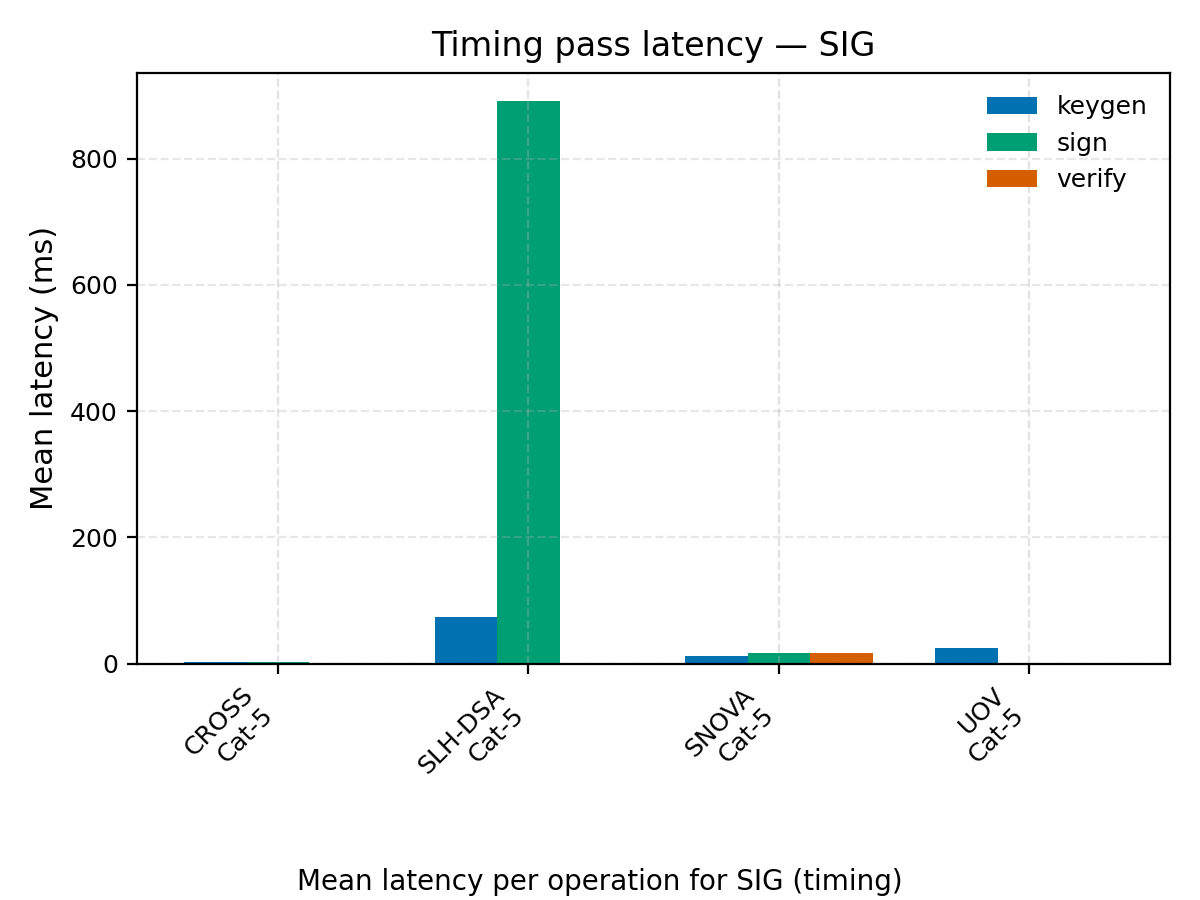 Timing pass latency — SIG
keygen
sign
verify
Mean latency (ms)
800
600
400
200
0
CROSS
Cat-5
SLH-DSA
Cat-5
SNOVA
Cat-5
UOV
Cat-5
Mean latency per operation for SIG (timing)